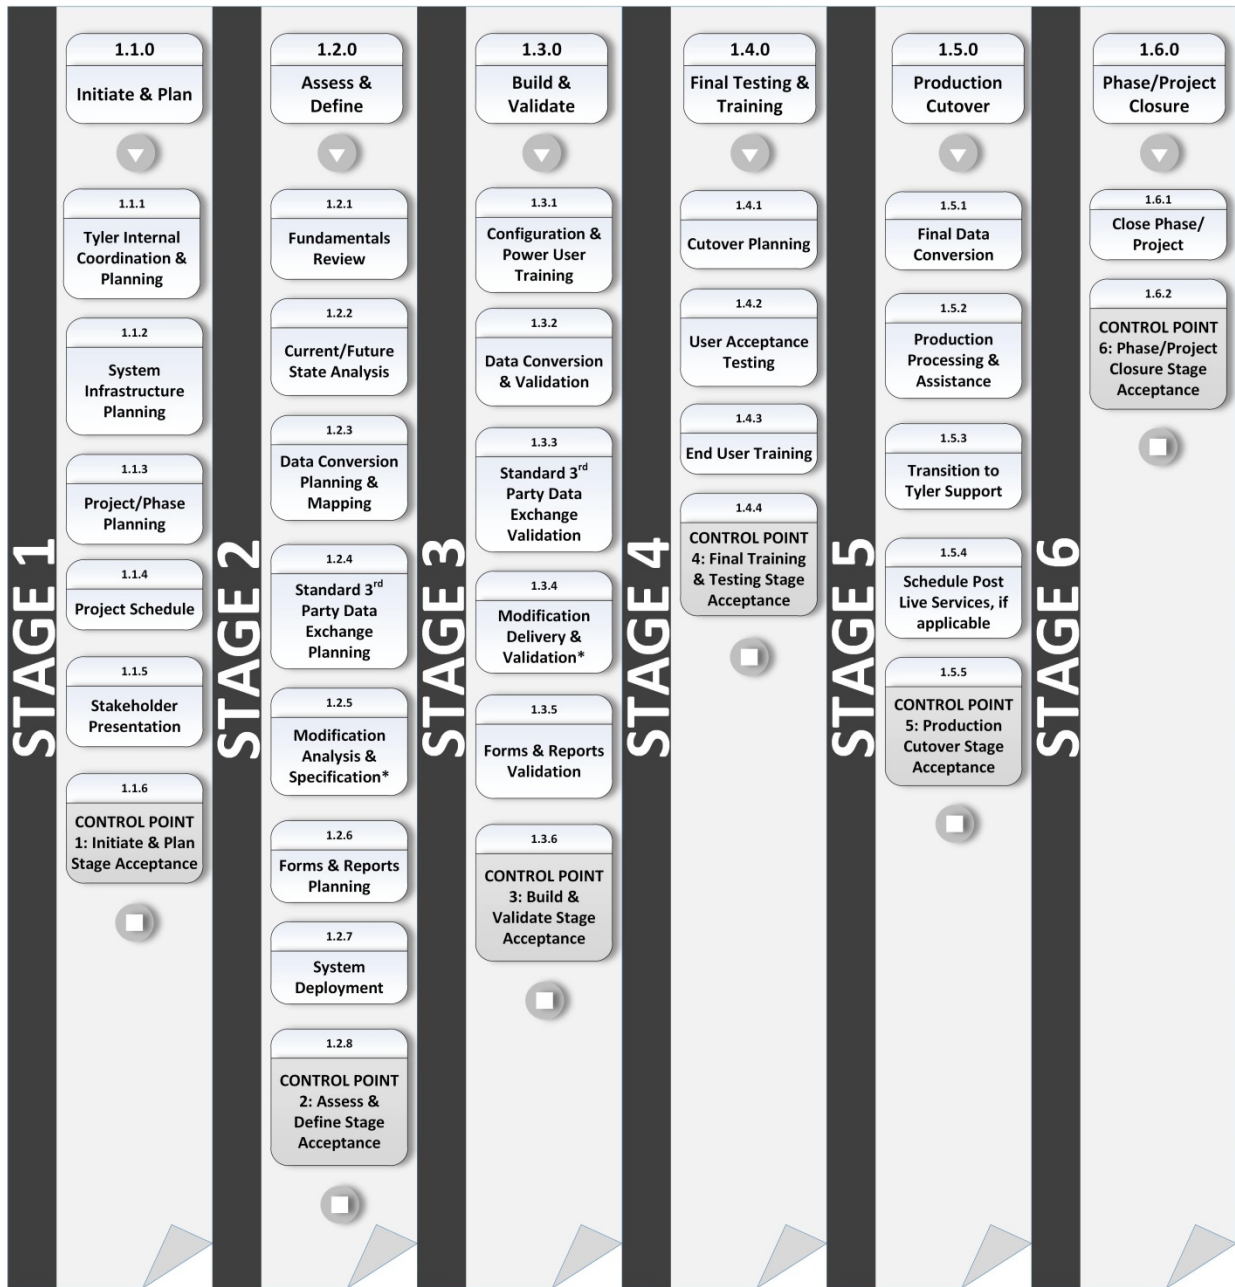 STAGE 1
1.1.0
Initiate & Plan
1.1.1
Tyler Internal
Coordination &
Planning
1.1.2
System
Infrastructure
Planning
1.1.3
Project/Phase
Planning
1.1.4
Project Schedule
1.1.5
Stakeholder
Presentation
1.1.6
CONTROL POINT
1: Initiate & Plan
Stage Acceptance
STAGE 2
1.2.0
Assess &
Define
1.2.1
Fundamentals
Review
1.2.2
Current/Future
State Analysis
1.2.3
Data Conversion
Planning &
Mapping
1.2.4
Standard 3rd
Party Data
Exchange
Planning
1.2.5
Modification
Analysis &
Specification*
1.2.6
Forms & Reports
Planning
1.2.7
System
Deployment
1.2.8
CONTROL POINT
2: Assess &
Define Stage
Acceptance
STAGE 3
1.3.0
Build &
Validate
1.3.1
Configuration &
Power User
Training
1.3.2
Data Conversion
& Validation
1.3.3
Standard 3rd
Party Data
Exchange
Validation
1.3.4
Modification
Delivery &
Validation*
1.3.5
Forms & Reports
Validation
1.3.6
CONTROL POINT
3: Build &
Validate Stage
Acceptance
STAGE 4
1.4.0
Final Testing &
Training
1.4.1
Cutover Planning
1.4.2
User Acceptance
Testing
1.4.3
End User Training
1.4.4
CONTROL POINT
4: Final Training
& Testing Stage
Acceptance
STAGE 5
1.5.0
Production
Cutover
1.5.1
Final Data
Conversion
1.5.2
Production
Processing &
Assistance
1.5.3
Transition to
Tyler Support
1.5.4
Schedule Post
Live Services, if
applicable
1.5.5
CONTROL POINT
5: Production
Cutover Stage
Acceptance
STAGE 6
1.6.0
Phase/Project
Closure
1.6.1
Close Phase/
Project
1.6.2
CONTROL POINT
6: Phase/Project
Closure Stage
Acceptance